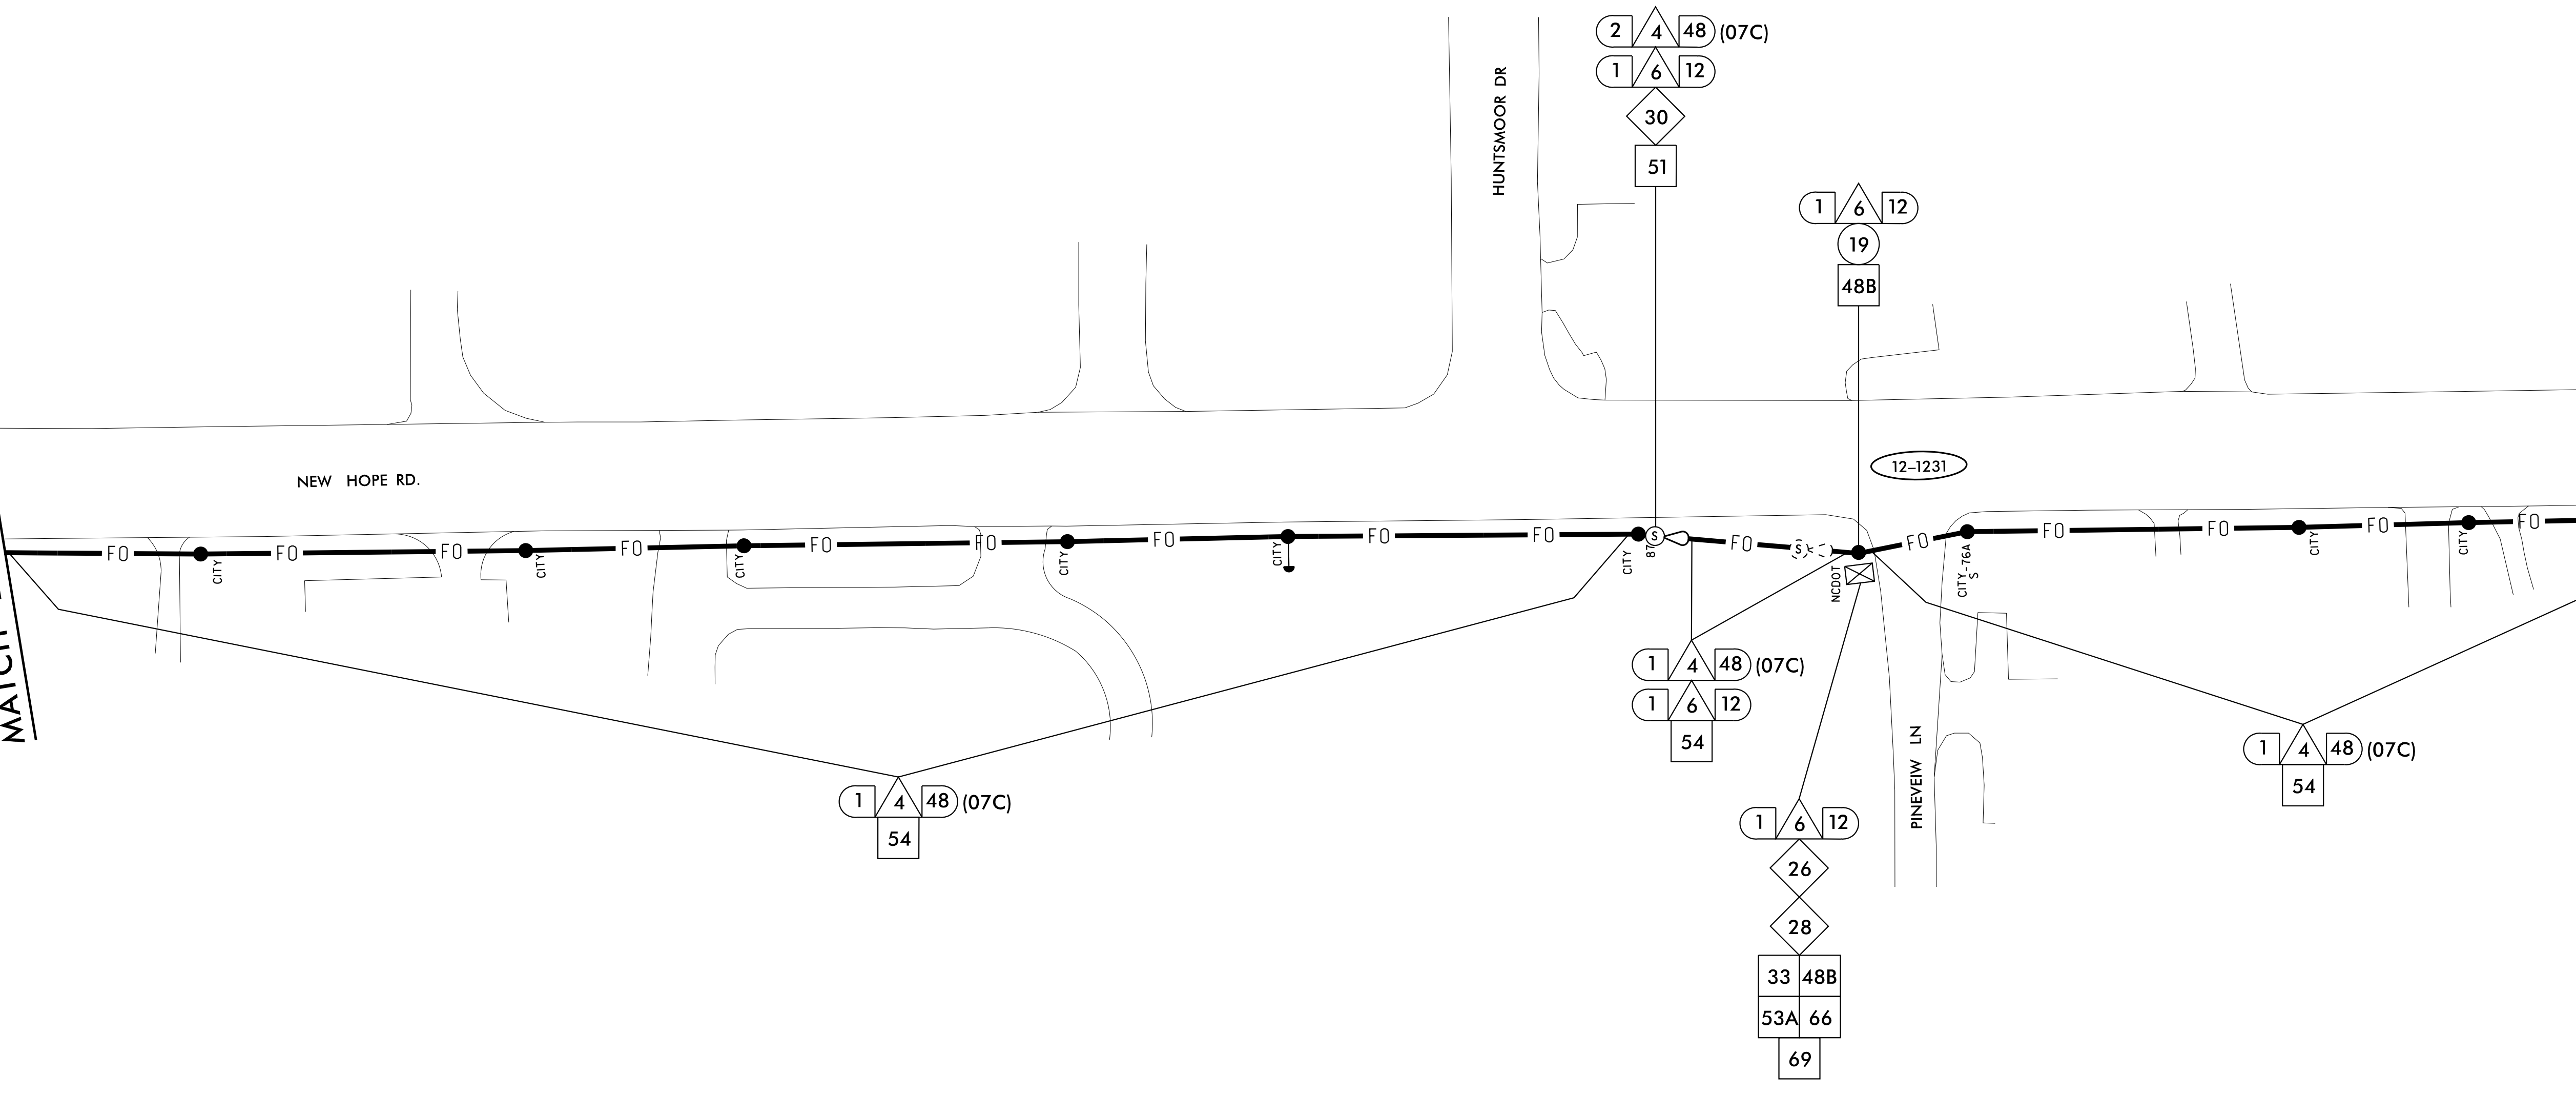 2 4 48 (07C)
1 6 12
30
51
HUNTSMOOR DR
1 6 12
19
48B
12–1231
NEW HOPE RD.
FO FO FO FO FO FO FO FO FO FO FO FO FO FO FO
CITY CITY CITY CITY CITY CITY
87
S
S
NCDOT
CITY-76A
S
CITY CITY
MATCH
1 4 48 (07C)
1 6 12
54
PINEVEIW LN
1 4 48 (07C)
54
1 4 48 (07C)
54
1 6 12
26
28
33 48B
53A 66
69